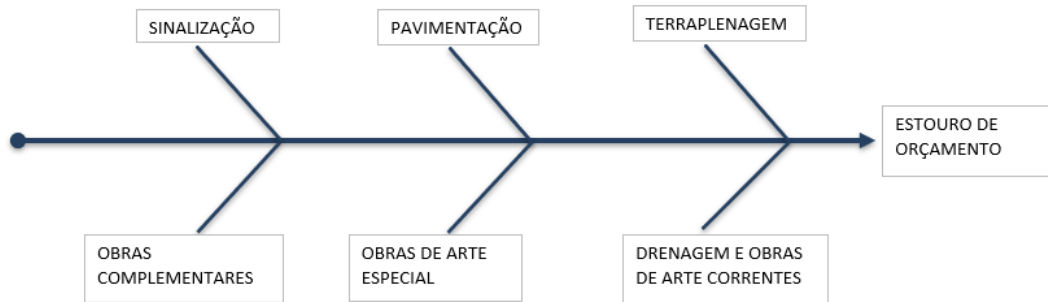 SINALIZAÇÃO
PAVIMENTAÇÃO
TERRAPLENAGEM
ESTOURO DE
ORÇAMENTO
OBRAS
COMPLEMENTARES
OBRAS DE ARTE
ESPECIAL
DRENAGEM E OBRAS
DE ARTE CORRENTES